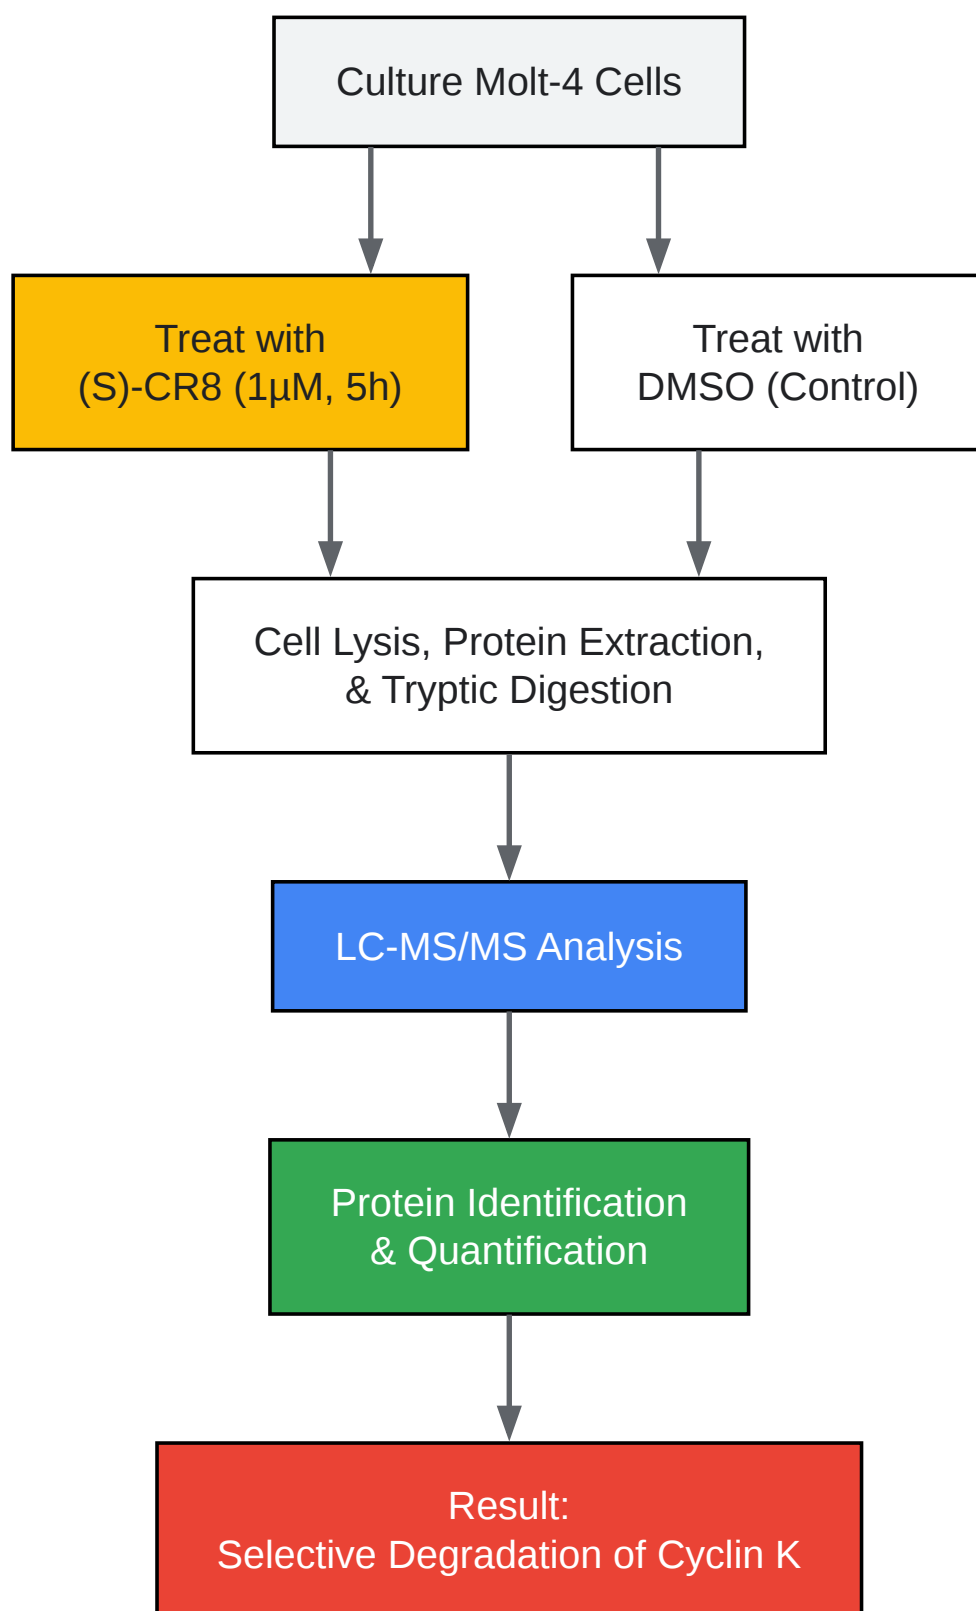 Culture Molt-4 Cells
Treat with
(S)-CR8 (1µM, 5h)
Treat with
DMSO (Control)
Cell Lysis, Protein Extraction,
& Tryptic Digestion
LC-MS/MS Analysis
Protein Identification
& Quantification
Result:
Selective Degradation of Cyclin K